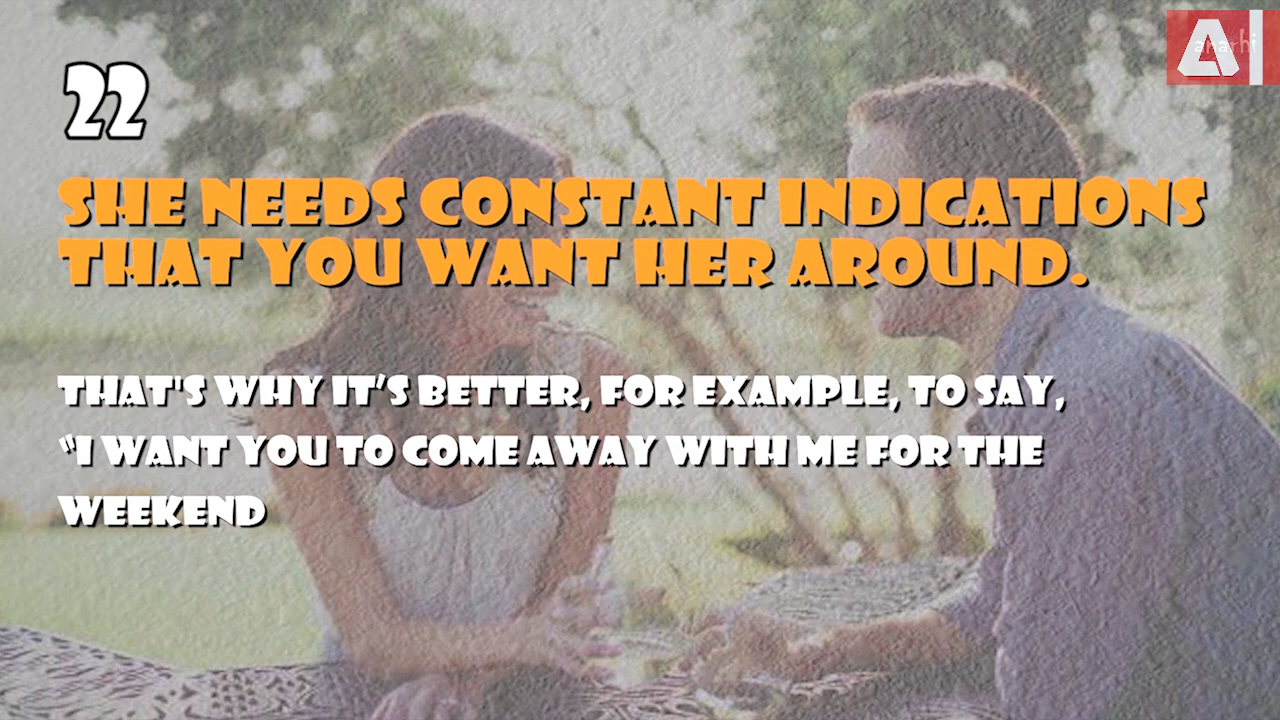 22
SHE NEEDS CONSTANT INDICATIONS
THAT YOU WANT HER AROUND.
THAT'S WHY IT’S BETTER, FOR EXAMPLE, TO SAY,
“I WANT YOU TO COME AWAY WITH ME FOR THE
WEEKEND